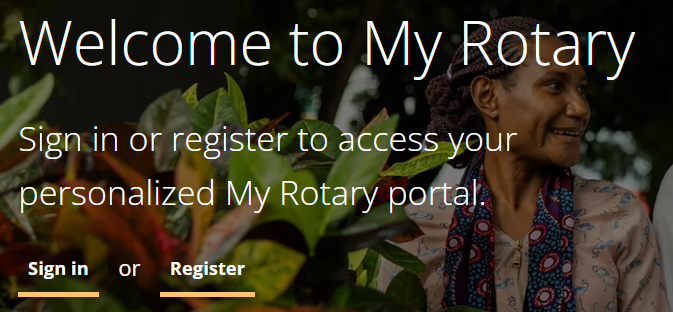 Welcome to My Rotary
Sign in or register to access your
personalized My Rotary portal.
Sign in or Register